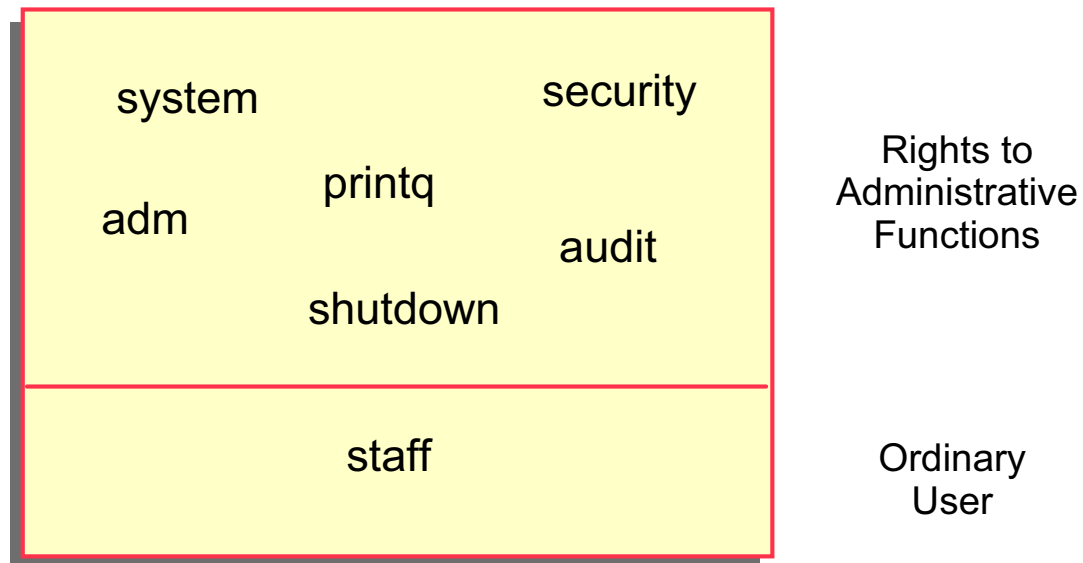 system
security
printq
adm
audit
shutdown
Rights to
Administrative
Functions
staff
Ordinary
User